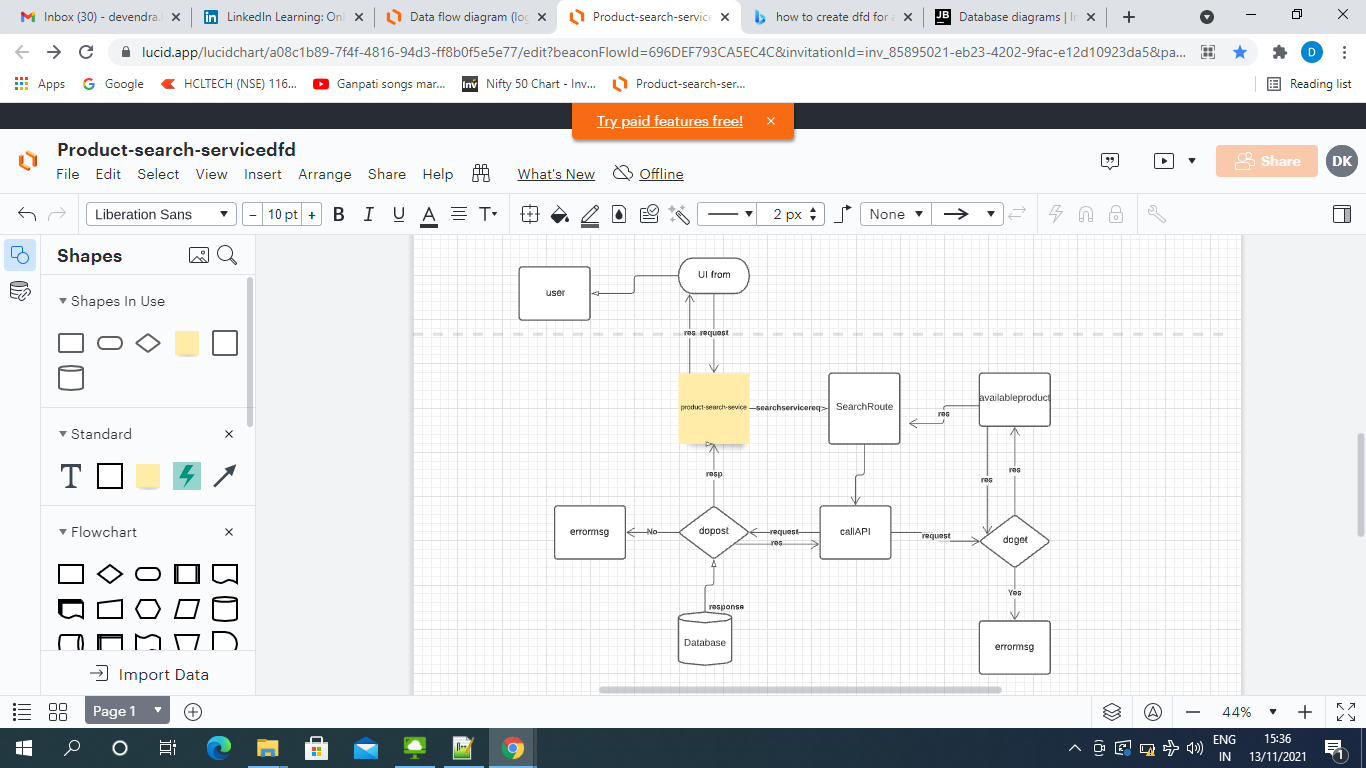 Inbox (30) - devendra.
LinkedIn Learning: Onl
Data flow diagram (log
Product-search-service
how to create dfd for a
Database diagrams | In
lucid.app/lucidchart/a08c1b89-7f4f-4816-94d3-ff8b0f5e5e77/edit?beaconFlowId=696DEF793CA5EC4C&invitationId=inv_85895021-eb23-4202-9fac-e12d10923da5&pa...
D
Apps
Google
HCLTECH (NSE) 116...
Ganpati songs mar...
Inv
Nifty 50 Chart - Inv...
Product-search-ser...
Reading list
Try paid features free!
Product-search-servicedfd
File Edit Select View Insert Arrange Share Help What's New Offline
Share
DK
Liberation Sans
10 pt
B I U A T
2 px
None
Shapes
Shapes In Use
Standard
T
Flowchart
Import Data
UI from
user
res request
product-search-sevice
searchservicereq
SearchRoute
availableproduct
res
resp
res
res
errormsg
No
dopost
request
res
callAPI
request
doget
response
Yes
Database
errormsg
Page 1
44%
ENG
IN
15:36
13/11/2021
1